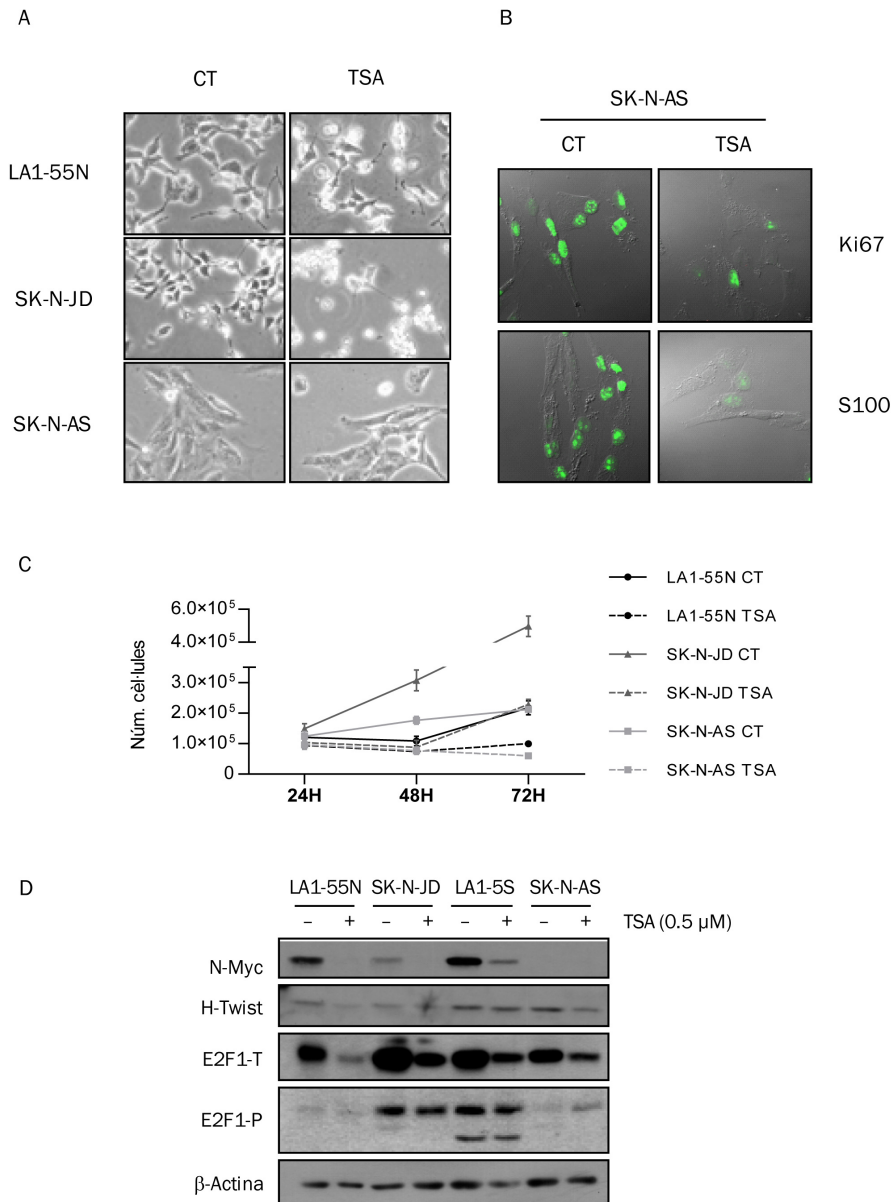 A
B
CT TSA
SK-N-AS
CT TSA
LA1-55N
SK-N-JD
SK-N-AS
Ki67
S100
C
Núm. cèl·lules
6.0×10⁵
4.0×10⁵
3.0×10⁵
2.0×10⁵
1.0×10⁵
0
24H 48H 72H
LA1-55N CT
LA1-55N TSA
SK-N-JD CT
SK-N-JD TSA
SK-N-AS CT
SK-N-AS TSA
D
LA1-55N SK-N-JD LA1-5S SK-N-AS
– + – + – + – + TSA (0.5 µM)
N-Myc
H-Twist
E2F1-T
E2F1-P
β-Actina